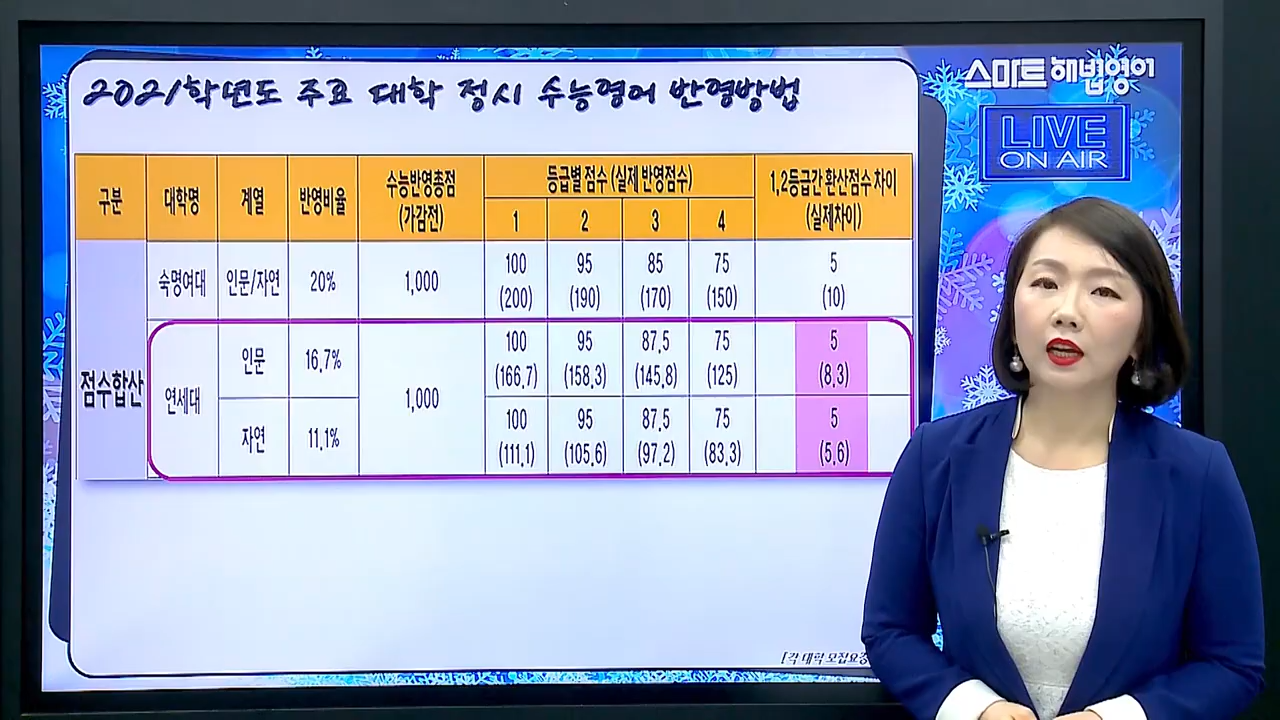 2021학년도 주요 대학 정시 수능영어 반영방법
스마트 해법영어
LIVE
ON AIR
구분 대학명 계열 반영비율 수능반영총점 (가감전) 등급별 점수 (실제 반영점수) 1,2등급간 환산점수 차이 (실제차이)
1 2 3 4
점수합산
숙명여대 인문/자연 20% 1,000 100 95 85 75 5
(200) (190) (170) (150) (10)
연세대 1,000
인문 16.7% 100 95 87.5 75 5
(166.7) (158.3) (145.8) (125) (8.3)
자연 11.1% 100 95 87.5 75 5
(111.1) (105.6) (97.2) (83.3) (5.6)
[각 대학 모집요강